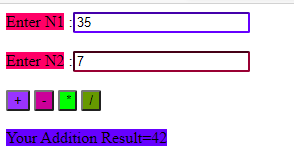 Enter N1 :35
Enter N2 :7
+ - * /
Your Addition Result=42